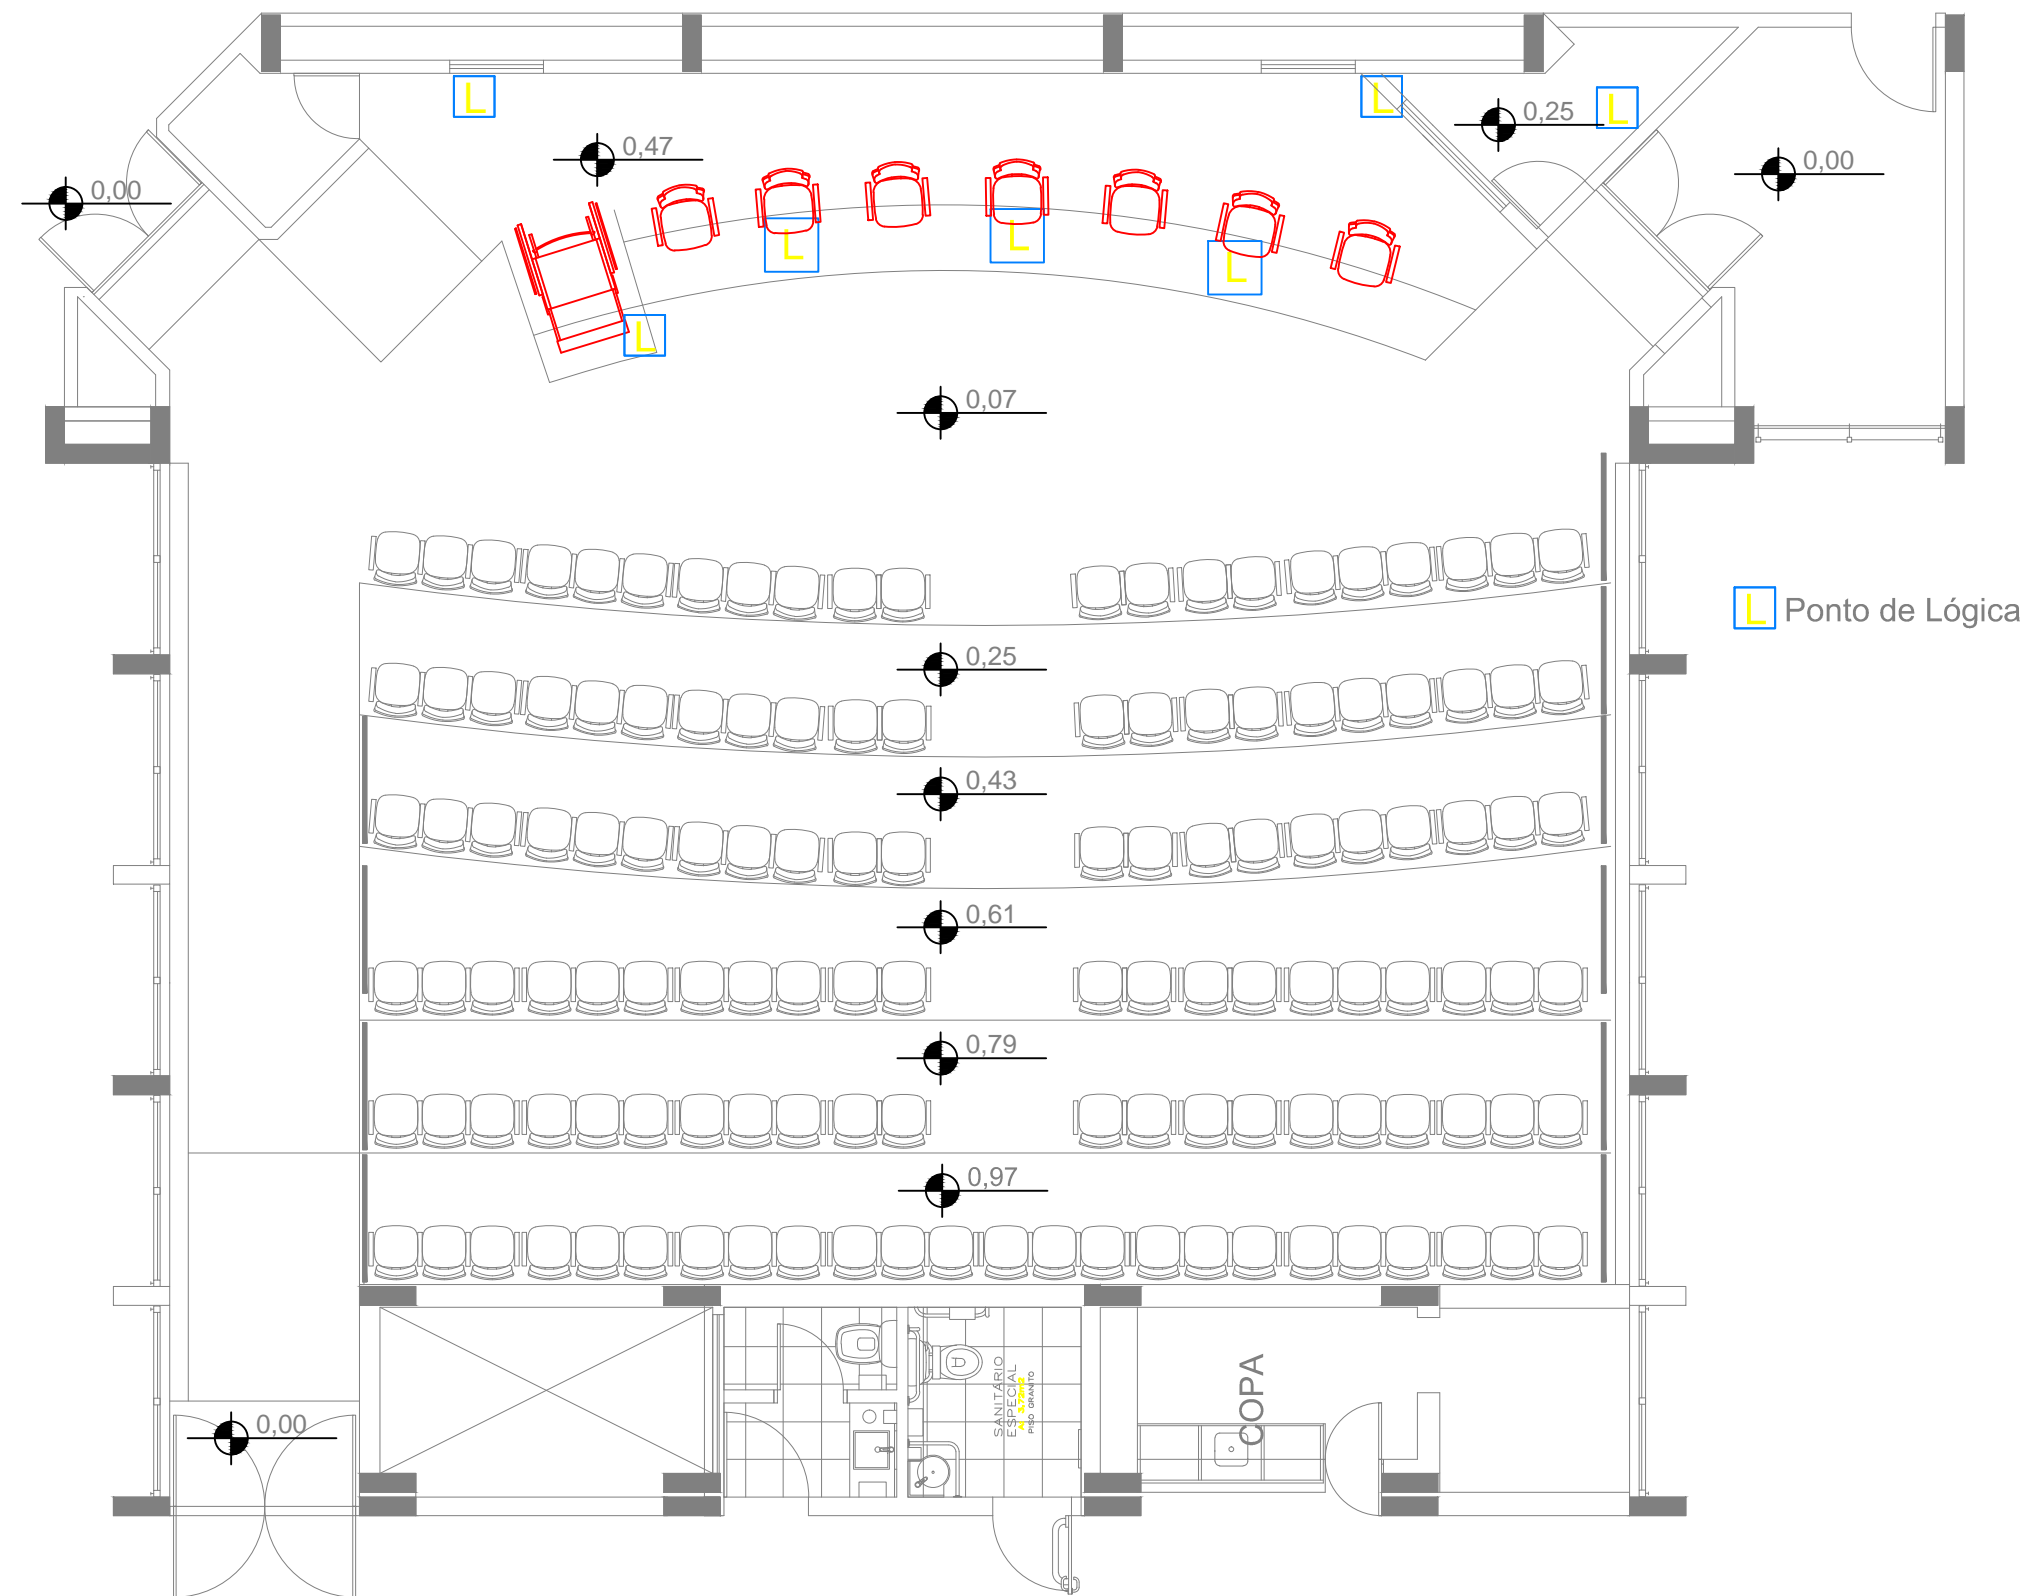 L
L
L
0,25
0,47
0,00
0,00
L
L
L
L
0,07
L Ponto de Lógica
0,25
0,43
0,61
0,79
0,97
SANITÁRIO
ESPECIAL
PISO GRANITO
COPA
0,00